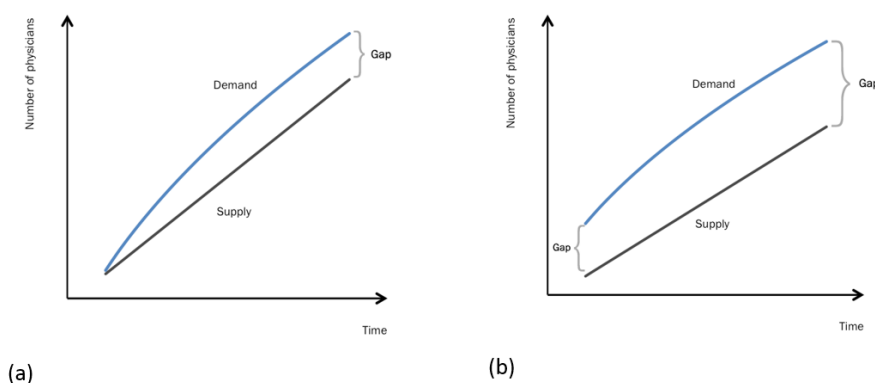 Number of physicians
Demand
Gap
Supply
Time
(a)
Number of physicians
Demand
Gap
Supply
Gap
Time
(b)